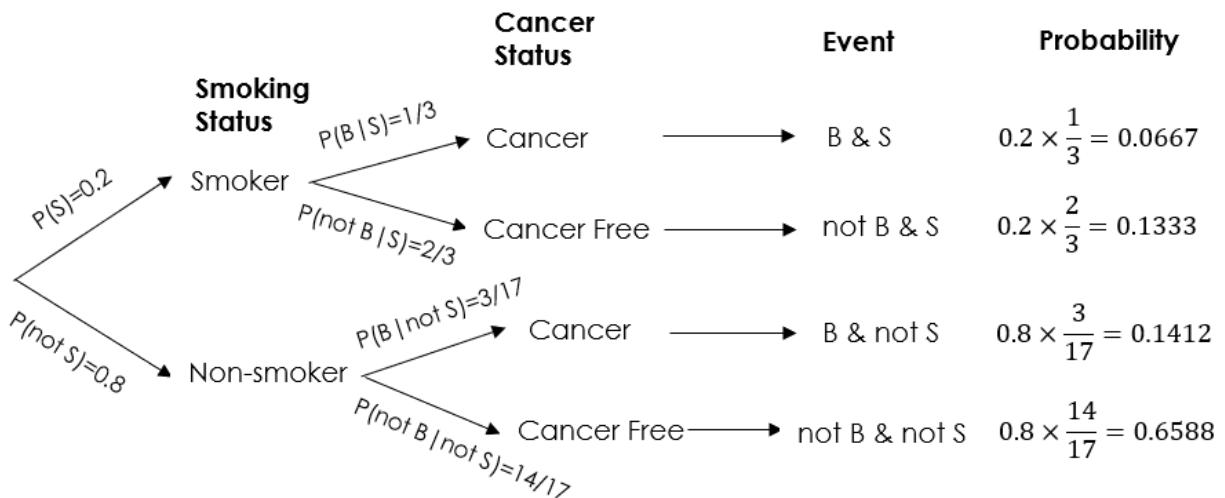 Smoking
Status
Cancer
Status
Event
Probability
P(S)=0.2
Smoker
P(B|S)=1/3
Cancer
B & S
0.2 × 1/3 = 0.0667
P(not B|S)=2/3
Cancer Free
not B & S
0.2 × 2/3 = 0.1333
P(not S)=0.8
Non-smoker
P(B|not S)=3/17
Cancer
B & not S
0.8 × 3/17 = 0.1412
P(not B|not S)=14/17
Cancer Free
not B & not S
0.8 × 14/17 = 0.6588